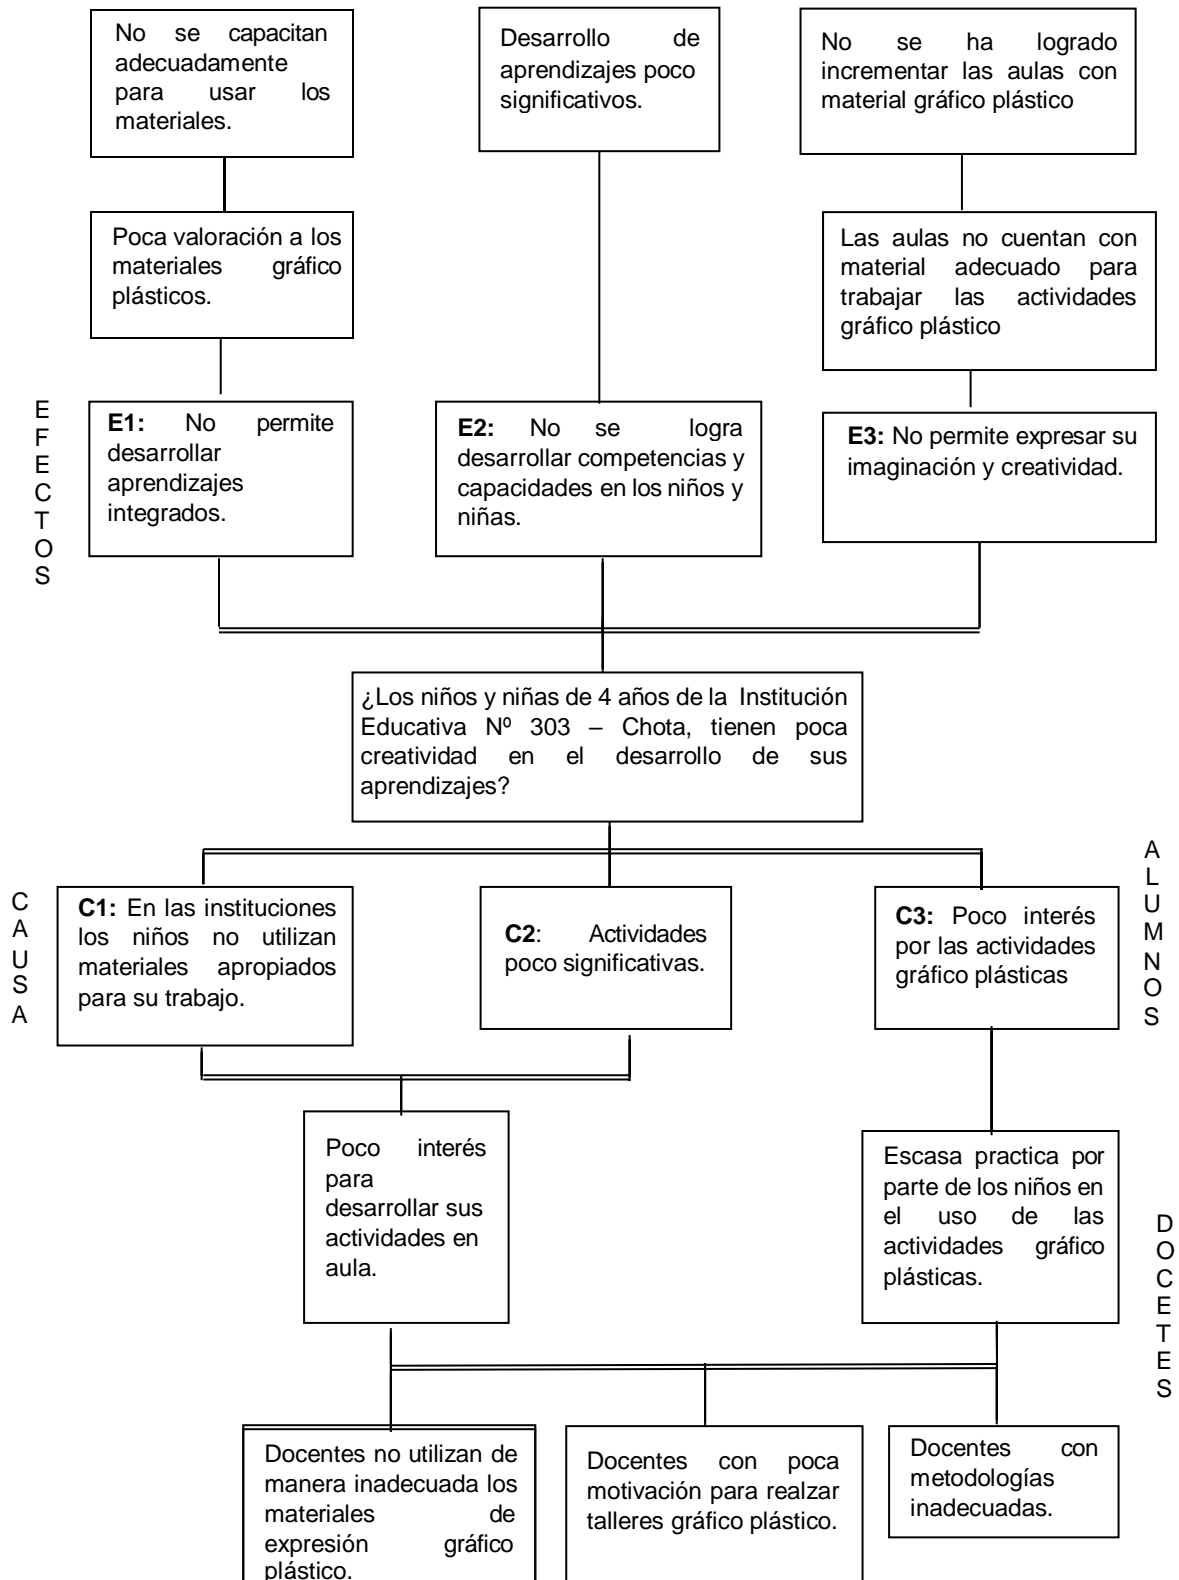 No se capacitan
adecuadamente
para usar los
materiales.
Desarrollo de
aprendizajes poco
significativos.
No se ha logrado
incrementar las aulas con
material gráfico plástico
Poca valoración a los
materiales gráfico
plásticos.
Las aulas no cuentan con
material adecuado para
trabajar las actividades
gráfico plástico
E
F
E
C
T
O
S
E1: No permite
desarrollar
aprendizajes
integrados.
E2: No se logra
desarrollar competencias y
capacidades en los niños y
niñas.
E3: No permite expresar su
imaginación y creatividad.
¿Los niños y niñas de 4 años de la Institución
Educativa Nº 303 – Chota, tienen poca
creatividad en el desarrollo de sus
aprendizajes?
C
A
U
S
A
C1: En las instituciones
los niños no utilizan
materiales apropiados
para su trabajo.
C2: Actividades
poco significativas.
C3: Poco interés
por las actividades
gráfico plásticas
A
L
U
M
N
O
S
Poco interés
para
desarrollar sus
actividades en
aula.
Escasa practica por
parte de los niños en
el uso de las
actividades gráfico
plásticas.
D
O
C
E
T
E
S
Docentes no utilizan de
manera inadecuada los
materiales de
expresión gráfico
plástico.
Docentes con poca
motivación para realzar
talleres gráfico plástico.
Docentes con
metodologías
inadecuadas.